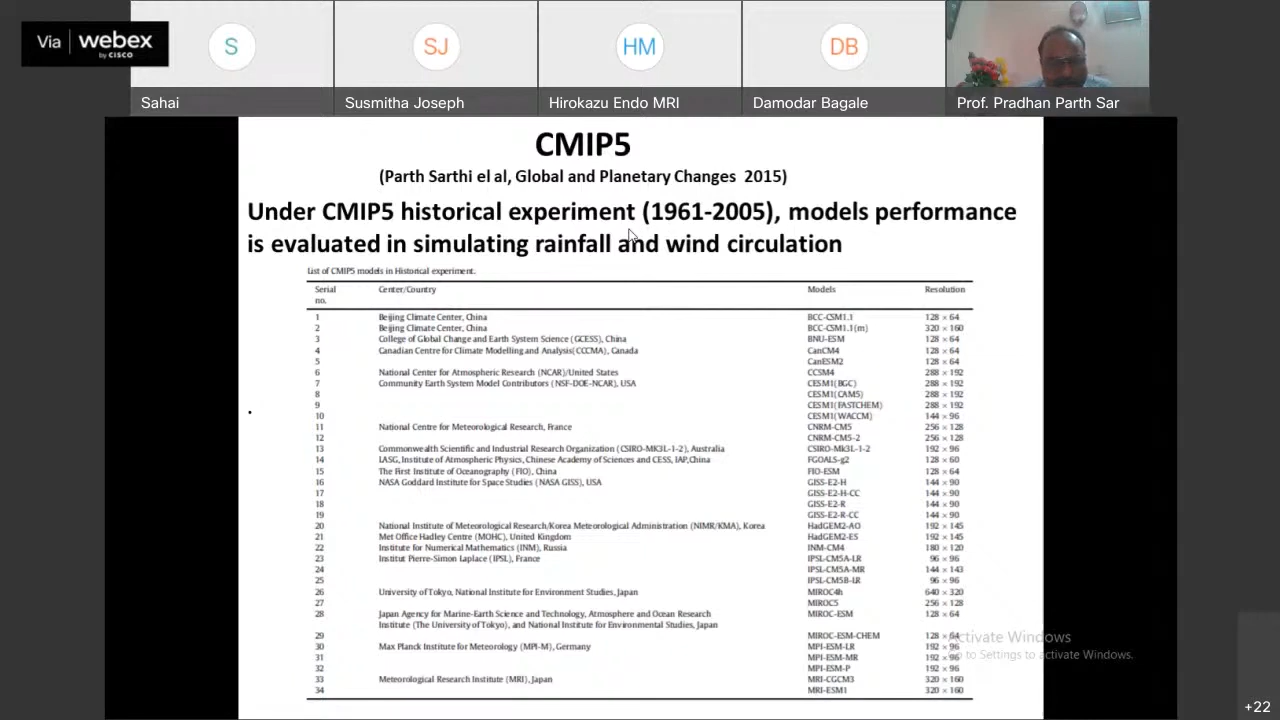 Via webex
by CISCO
S
SJ
HM
DB
Sahai
Susmitha Joseph
Hirokazu Endo MRI
Damodar Bagale
Prof. Pradhan Parth Sar
CMIP5
(Parth Sarthi el al, Global and Planetary Changes 2015)
Under CMIP5 historical experiment (1961-2005), models performance
is evaluated in simulating rainfall and wind circulation
List of CMIP5 models in Historical experiment.
Serial no. Center/Country Models Resolution
1 Beijing Climate Center, China BCC-CSM1.1 128 × 64
2 Beijing Climate Center, China BCC-CSM1.1(m) 320 × 160
3 College of Global Change and Earth System Science (GCESS), China BNU-ESM 128 × 64
4 Canadian Centre for Climate Modelling and Analysis(CCCMA), Canada CanCM4 128 × 64
5 CanESM2 128 × 64
6 National Center for Atmospheric Research (NCAR)/United States CCSM4 288 × 192
7 Community Earth System Model Contributors (NSF-DOE-NCAR), USA CESM1(BGC) 288 × 192
8 CESM1(CAM5) 288 × 192
9 CESM1(FASTCHEM) 288 × 192
10 CESM1(WACCM) 144 × 96
11 National Centre for Meteorological Research, France CNRM-CM5 256 × 128
12 CNRM-CM5-2 256 × 128
13 Commonwealth Scientific and Industrial Research Organization (CSIRO-MK3L-1-2), Australia CSIRO-Mk3L-1-2 192 × 96
14 LASG, Institute of Atmospheric Physics, Chinese Academy of Sciences and CESS, IAP,China FGOALS-g2 128 × 60
15 The First Institute of Oceanography (FIO), China FIO-ESM 128 × 64
16 NASA Goddard Institute for Space Studies (NASA GISS), USA GISS-E2-H 144 × 90
17 GISS-E2-H-CC 144 × 90
18 GISS-E2-R 144 × 90
19 GISS-E2-R-CC 144 × 90
20 National Institute of Meteorological Research/Korea Meteorological Administration (NIMR/KMA), Korea HadGEM2-AO 192 × 145
21 Met Office Hadley Centre (MOHC), United Kingdom HadGEM2-ES 192 × 145
22 Institute for Numerical Mathematics (INM), Russia INM-CM4 180 × 120
23 Institut Pierre-Simon Laplace (IPSL), France IPSL-CM5A-LR 96 × 96
24 IPSL-CM5A-MR 144 × 143
25 IPSL-CM5B-LR 96 × 96
26 University of Tokyo, National Institute for Environment Studies, Japan MIROC4h 640 × 320
27 MIROC5 256 × 128
28 Japan Agency for Marine-Earth Science and Technology, Atmosphere and Ocean Research MIROC-ESM 128 × 64
Institute (The University of Tokyo), and National Institute for Environmental Studies, Japan
29 MIROC-ESM-CHEM 128 × 64
30 Max Planck Institute for Meteorology (MPI-M), Germany MPI-ESM-LR 192 × 96
31 MPI-ESM-MR 192 × 96
32 MPI-ESM-P 192 × 96
33 Meteorological Research Institute (MRI), Japan MRI-CGCM3 320 × 160
34 MRI-ESM1 320 × 160
Activate Windows
Go to Settings to activate Windows.
+22